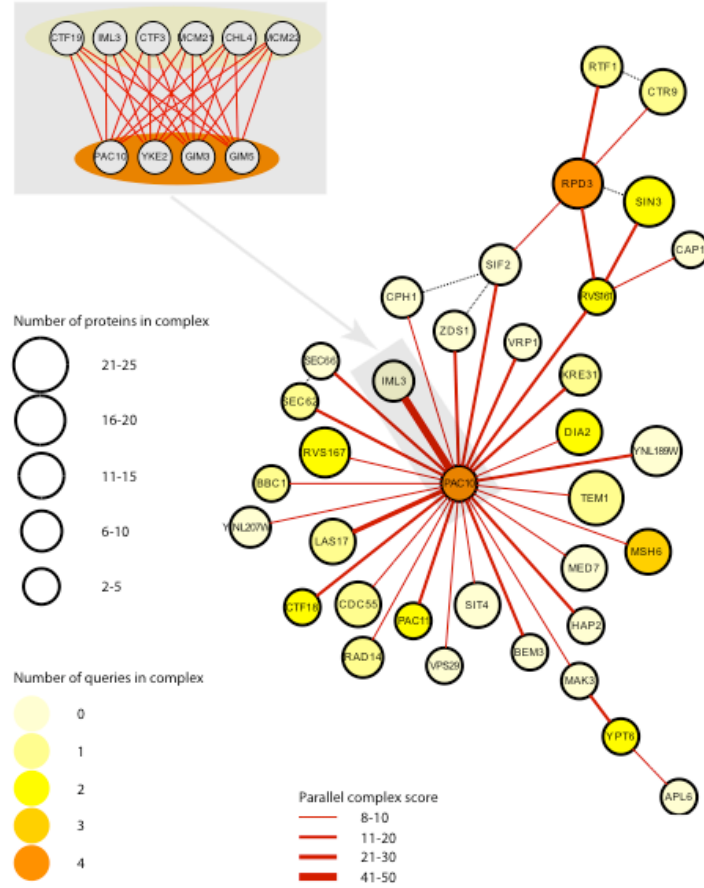 CTF19 IML3 CTF3 MCM21 CHL4 MCM22
PAC10 YKE2 GIM3 GIM5
RTF1
CTR9
RPD3
SIN3
CAP1
SIF2
CPH1
RVS161
ZDS1
VRP1
SEC66
IML3
KRE31
SEC62
DIA2
RVS167
YNL189W
BBC1
PAC10
TEM1
YNL207W
LAS17
MSH6
MED7
CTF18
CDC55
SIT4
PAC11
HAP2
RAD14
VPS29
BEM3
MAK3
YPT6
APL6
Number of proteins in complex
21-25
16-20
11-15
6-10
2-5
Number of queries in complex
0
1
2
3
4
Parallel complex score
8-10
11-20
21-30
41-50